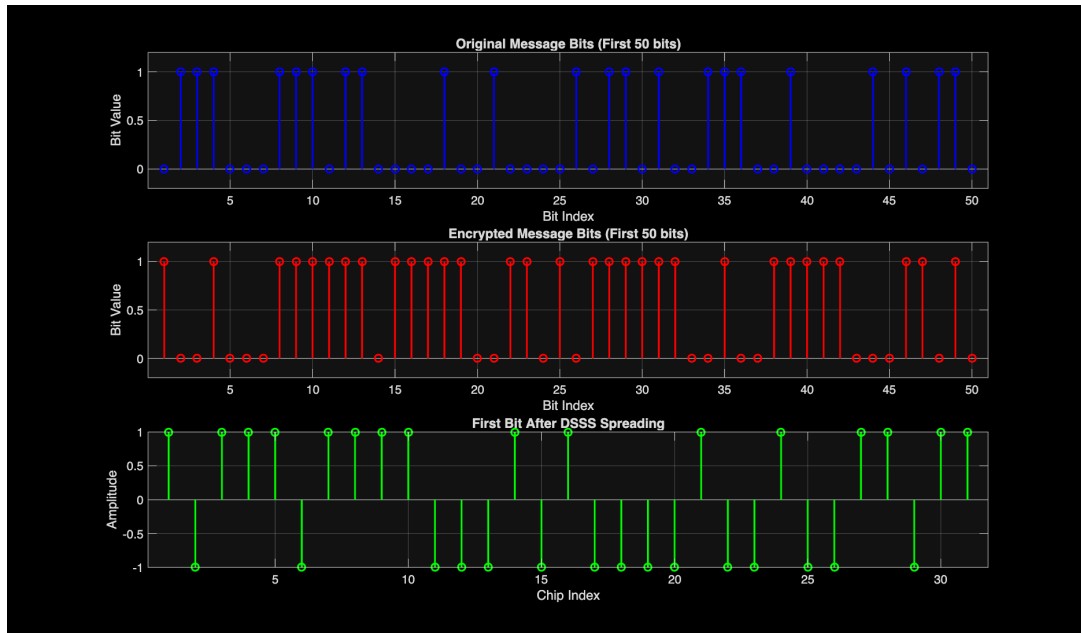 Original Message Bits (First 50 bits)
1
0.5
0
Bit Value
5 10 15 20 25 30 35 40 45 50
Bit Index
Encrypted Message Bits (First 50 bits)
1
0.5
0
Bit Value
5 10 15 20 25 30 35 40 45 50
Bit Index
First Bit After DSSS Spreading
1
0.5
0
-0.5
-1
Amplitude
5 10 15 20 25 30
Chip Index